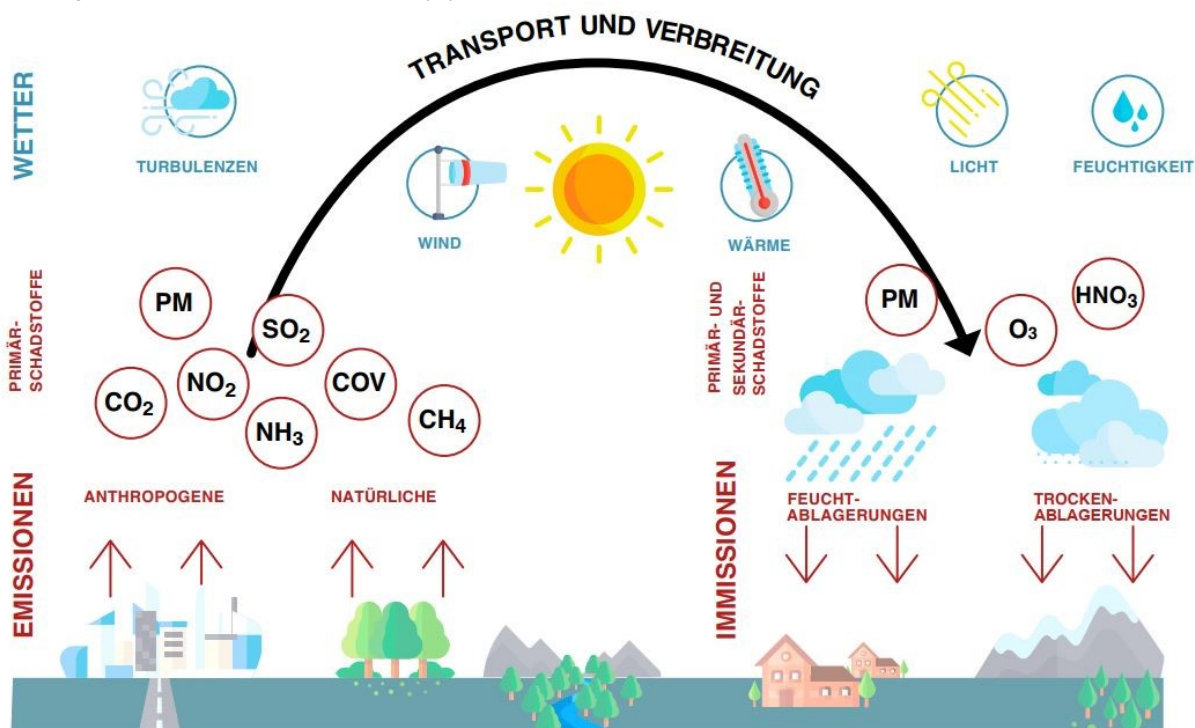 TRANSPORT UND VERBREITUNG
WETTER
TURBULENZEN
WIND
WÄRME
LICHT
FEUCHTIGKEIT
PRIMÄR-
SCHADSTOFFE
PM
SO2
CO2
NO2
COV
NH3
CH4
PRIMÄR- UND
SEKUNDÄR-
SCHADSTOFFE
PM
O3
HNO3
EMISSIONEN
ANTHROPOGENE
NATÜRLICHE
IMMISSIONEN
FEUCHT-
ABLAGERUNGEN
TROCKEN-
ABLAGERUNGEN